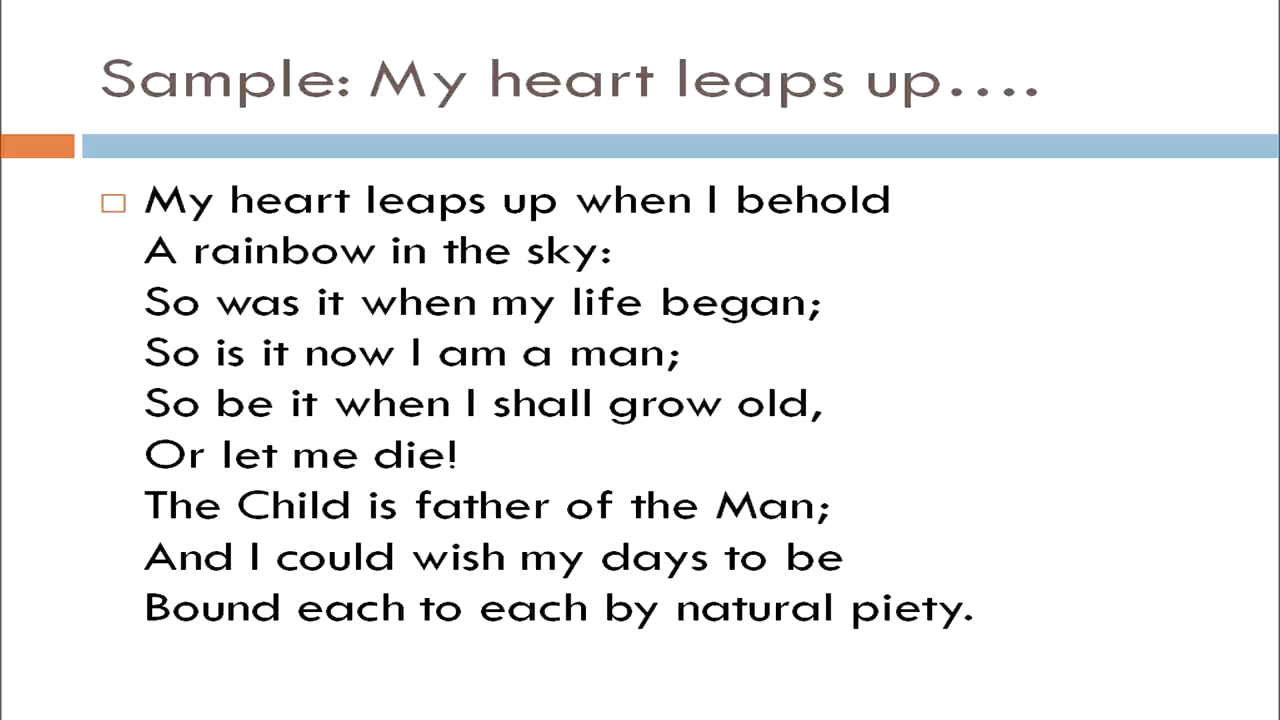 Sample: My heart leaps up....
My heart leaps up when I behold
A rainbow in the sky:
So was it when my life began;
So is it now I am a man;
So be it when I shall grow old,
Or let me die!
The Child is father of the Man;
And I could wish my days to be
Bound each to each by natural piety.